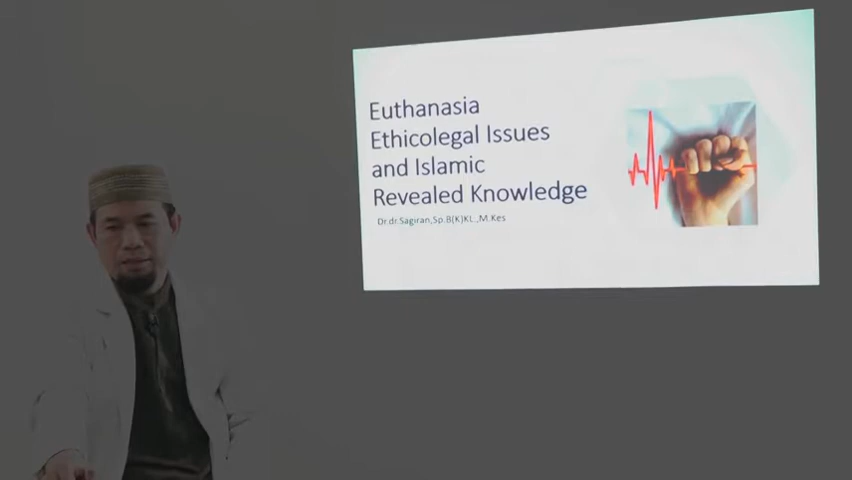 Euthanasia
Ethicolegal Issues
and Islamic
Revealed Knowledge
Dr.dr.Sagiran,Sp.B(K)KL.,M.Kes